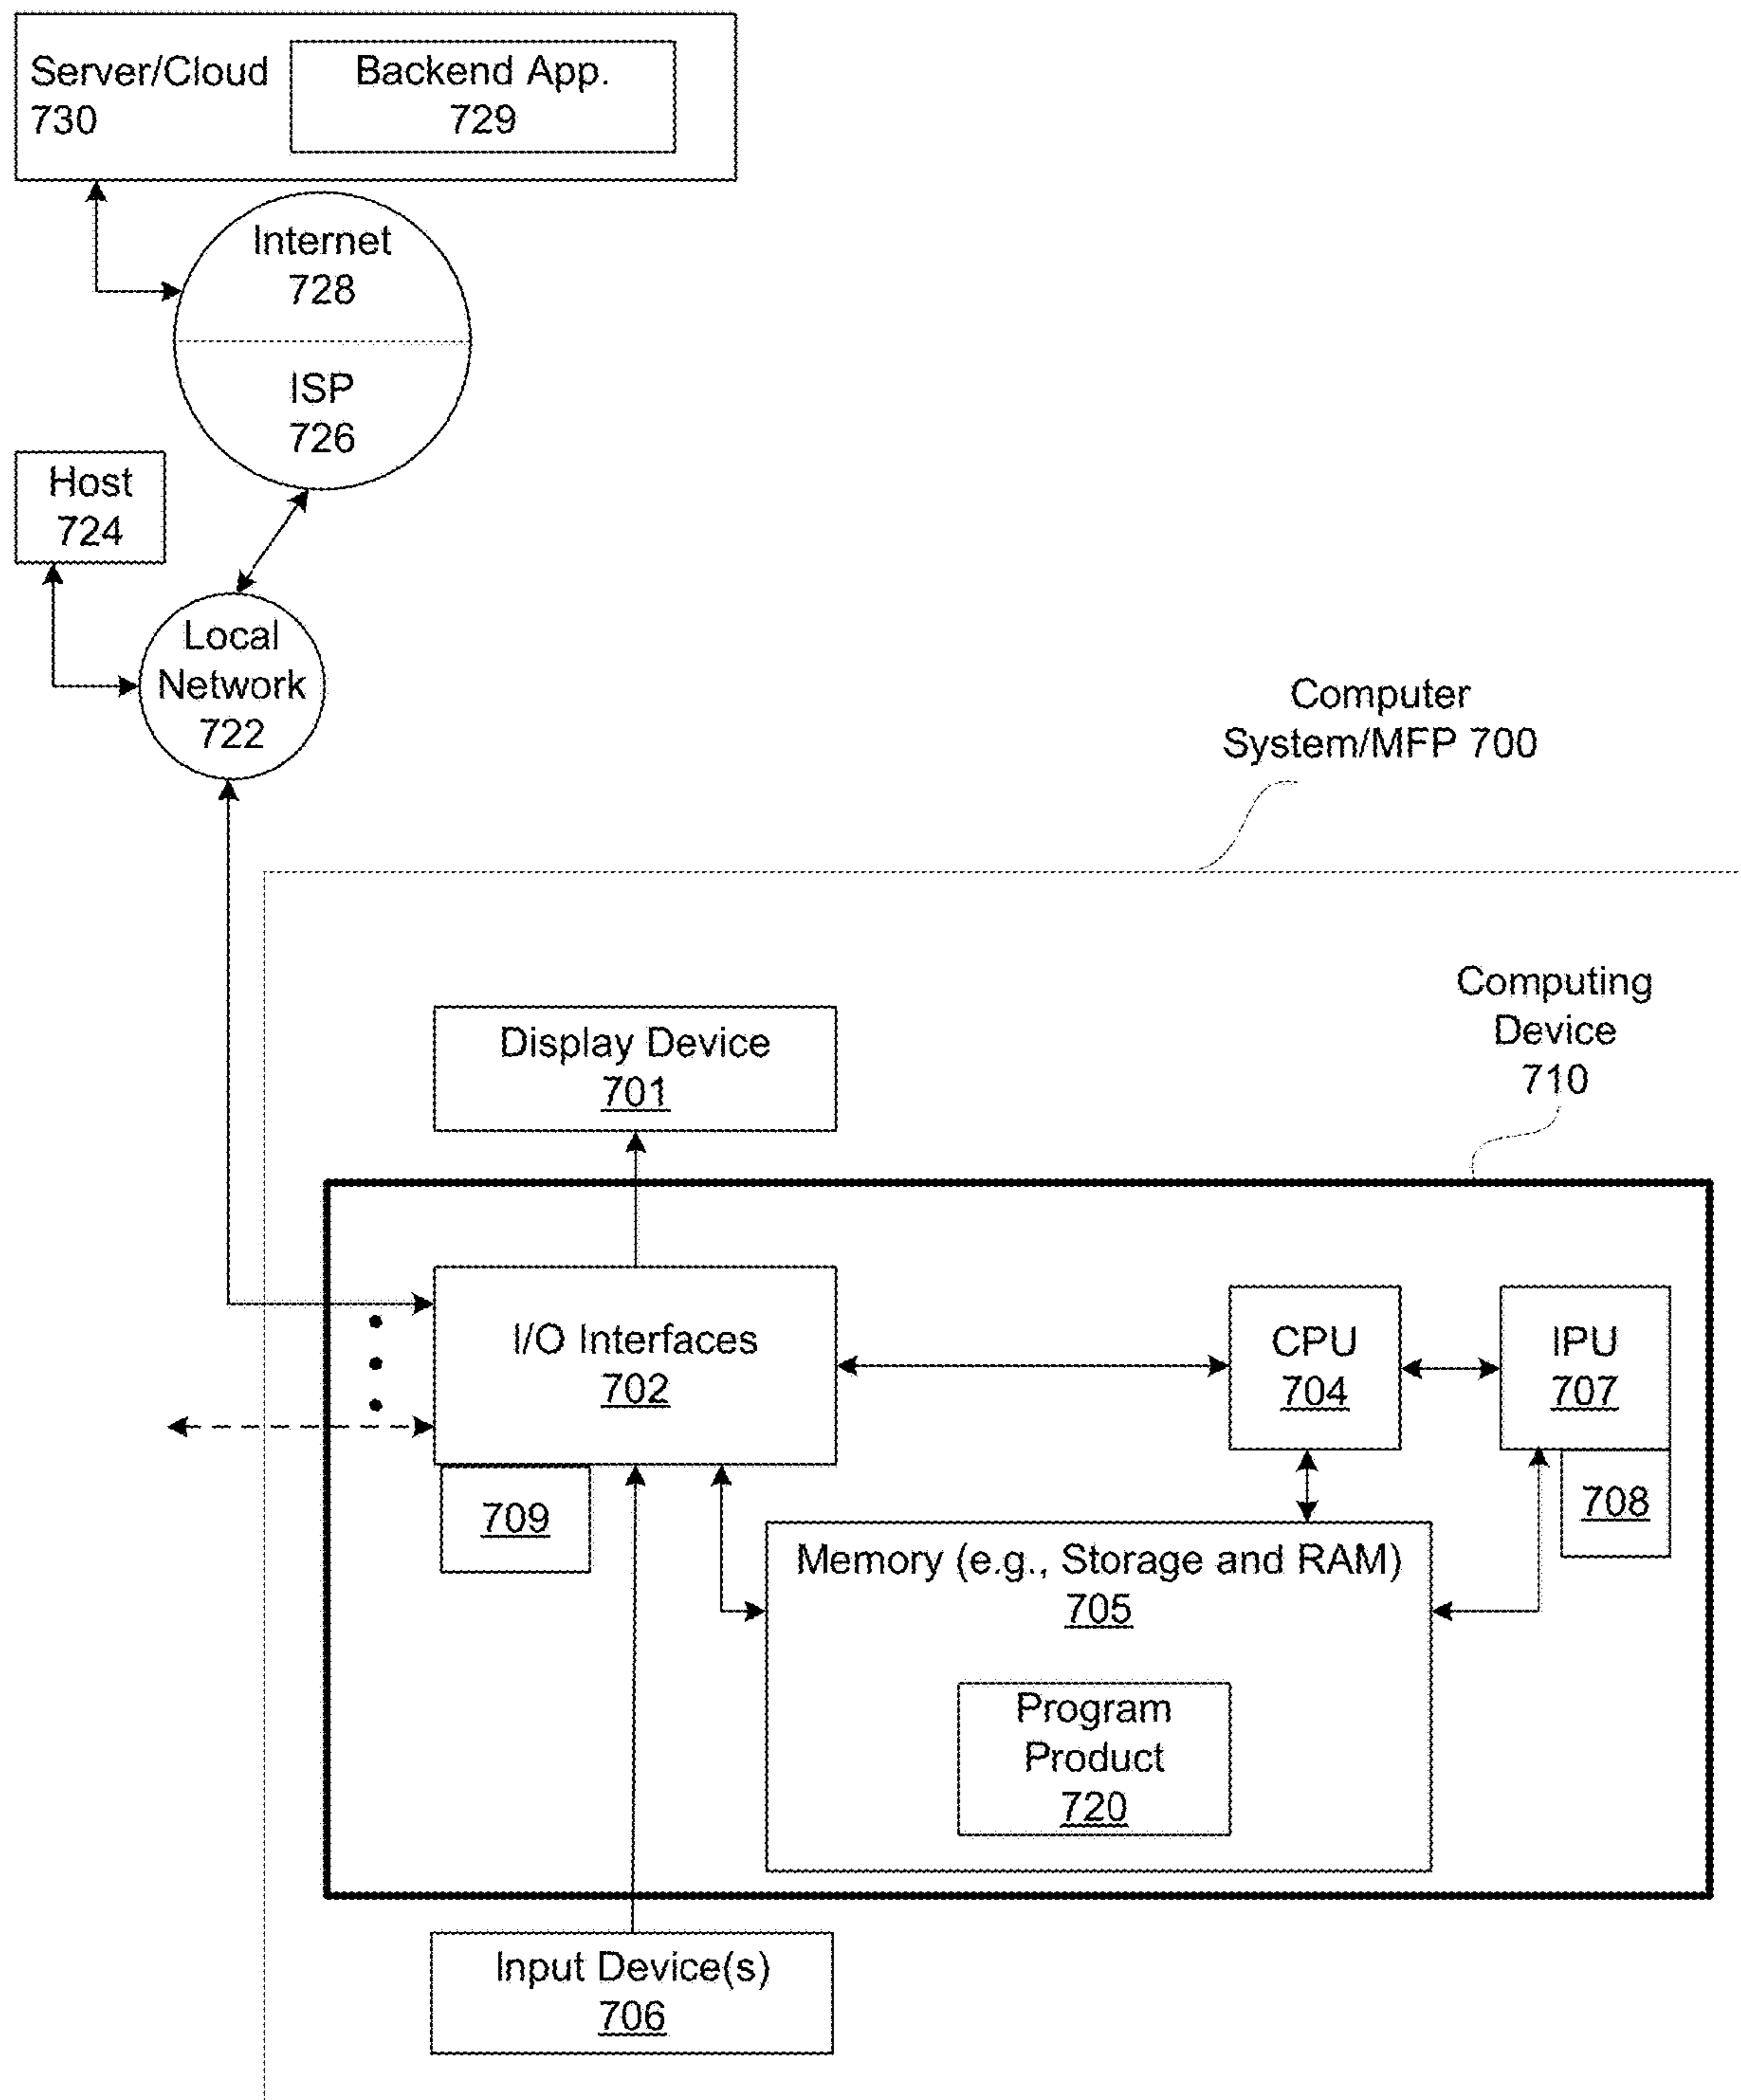 Server/Cloud
730
Backend App.
729
Internet
728
ISP
726
Host
724
Local
Network
722
Computer
System/MFP 700
Computing
Device
710
Display Device
701
I/O Interfaces
702
CPU
704
IPU
707
709
708
Memory (e.g., Storage and RAM)
705
Program
Product
720
Input Device(s)
706